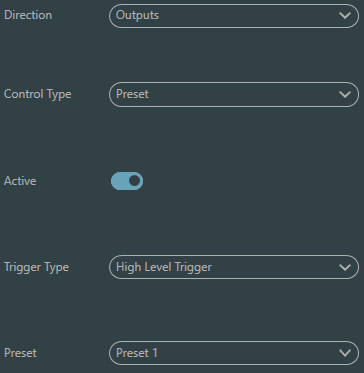 Direction Outputs
Control Type Preset
Active
Trigger Type High Level Trigger
Preset Preset 1